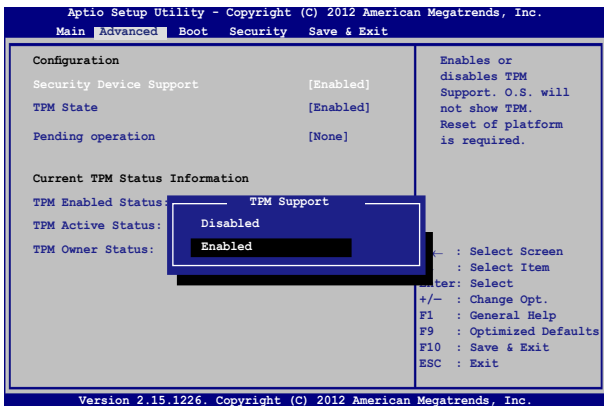 Aptio Setup Utility - Copyright (C) 2012 American Megatrends, Inc.
Main Advanced Boot Security Save & Exit
Configuration
Security Device Support [Enabled]
TPM State [Enabled]
Pending operation [None]
Current TPM Status Information
TPM Enabled Status:
TPM Active Status:
TPM Owner Status:
TPM Support
Disabled
Enabled
Enables or
disables TPM
Support. O.S. will
not show TPM.
Reset of platform
is required.
← : Select Screen
: Select Item
Enter: Select
+/— : Change Opt.
F1 : General Help
F9 : Optimized Defaults
F10 : Save & Exit
ESC : Exit
Version 2.15.1226. Copyright (C) 2012 American Megatrends, Inc.